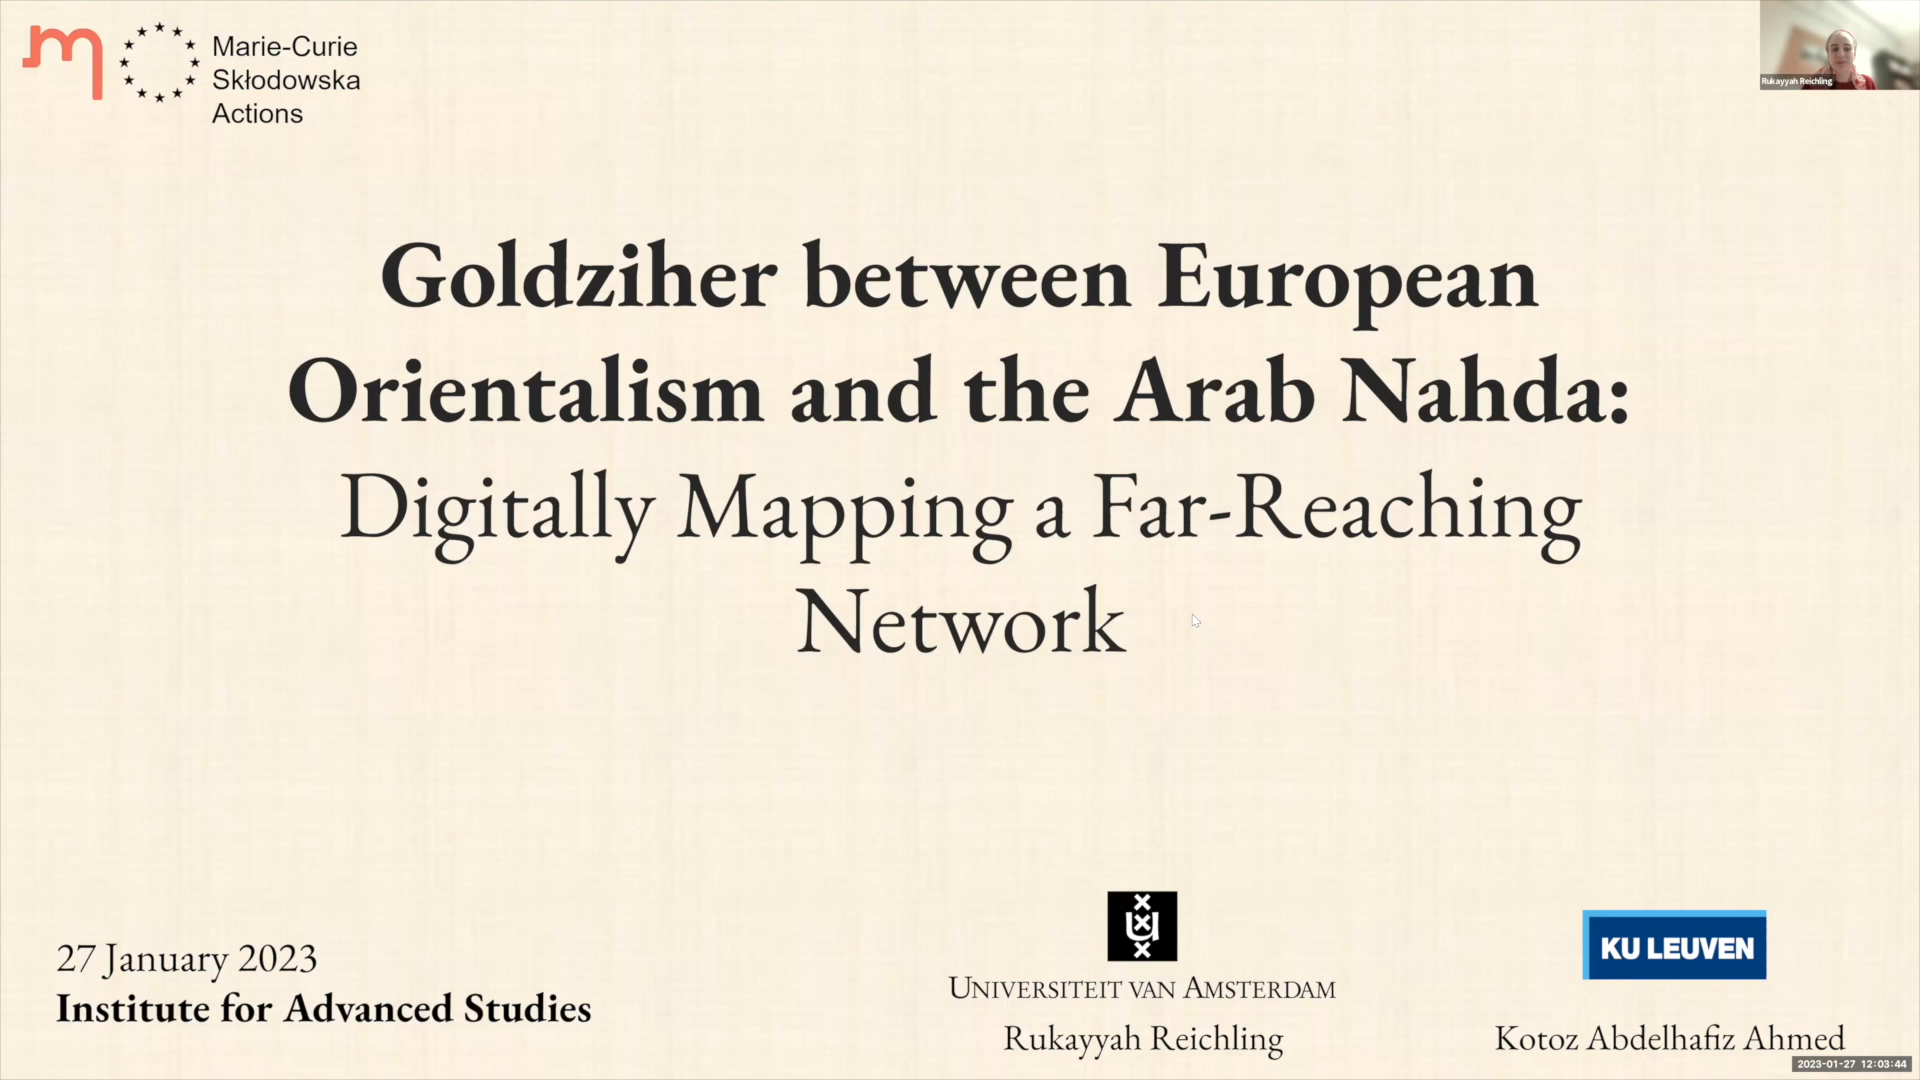 Marie-Curie
Skłodowska
Actions
Rukayyah Reichling
Goldziher between European
Orientalism and the Arab Nahda:
Digitally Mapping a Far-Reaching
Network
27 January 2023
Institute for Advanced Studies
UNIVERSITEIT VAN AMSTERDAM
Rukayyah Reichling
KU LEUVEN
Kotoz Abdelhafiz Ahmed
2023-01-27 12:03:44